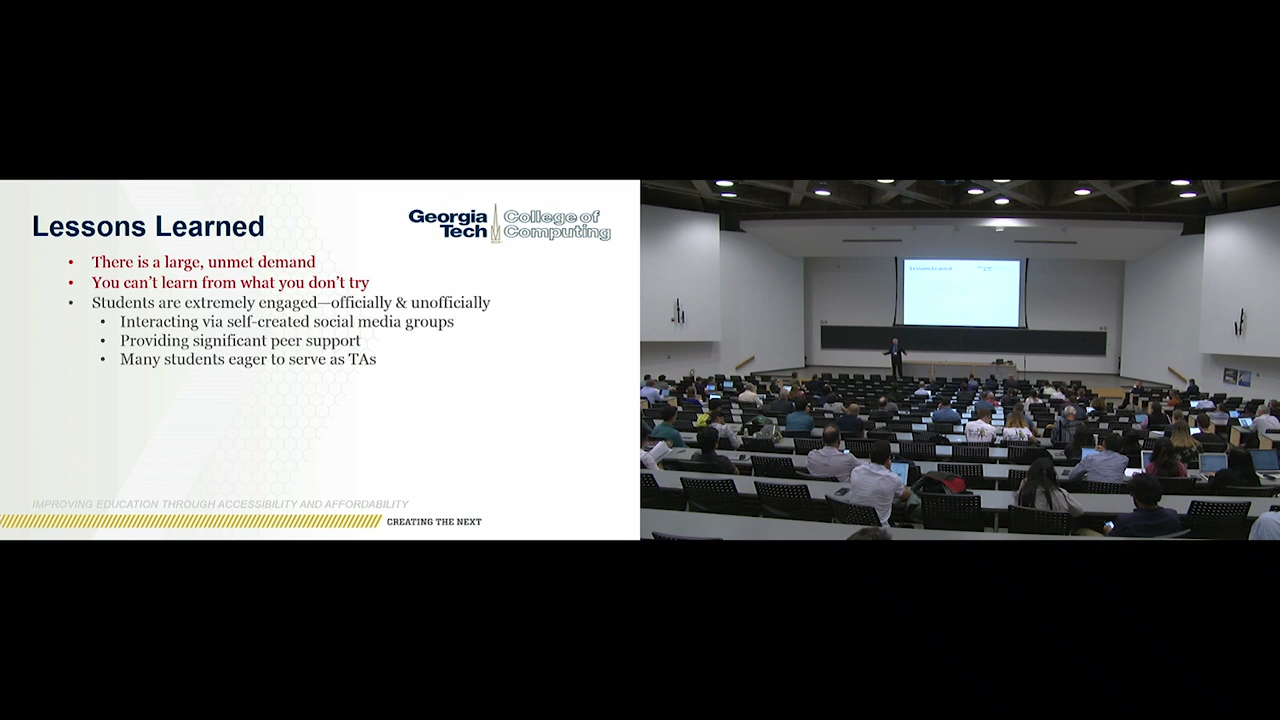 Lessons Learned
Georgia Tech
College of Computing
• There is a large, unmet demand
• You can't learn from what you don't try
• Students are extremely engaged—officially & unofficially
• Interacting via self-created social media groups
• Providing significant peer support
• Many students eager to serve as TAs
IMPROVING EDUCATION THROUGH ACCESSIBILITY AND AFFORDABILITY
CREATING THE NEXT
Lessons Learned